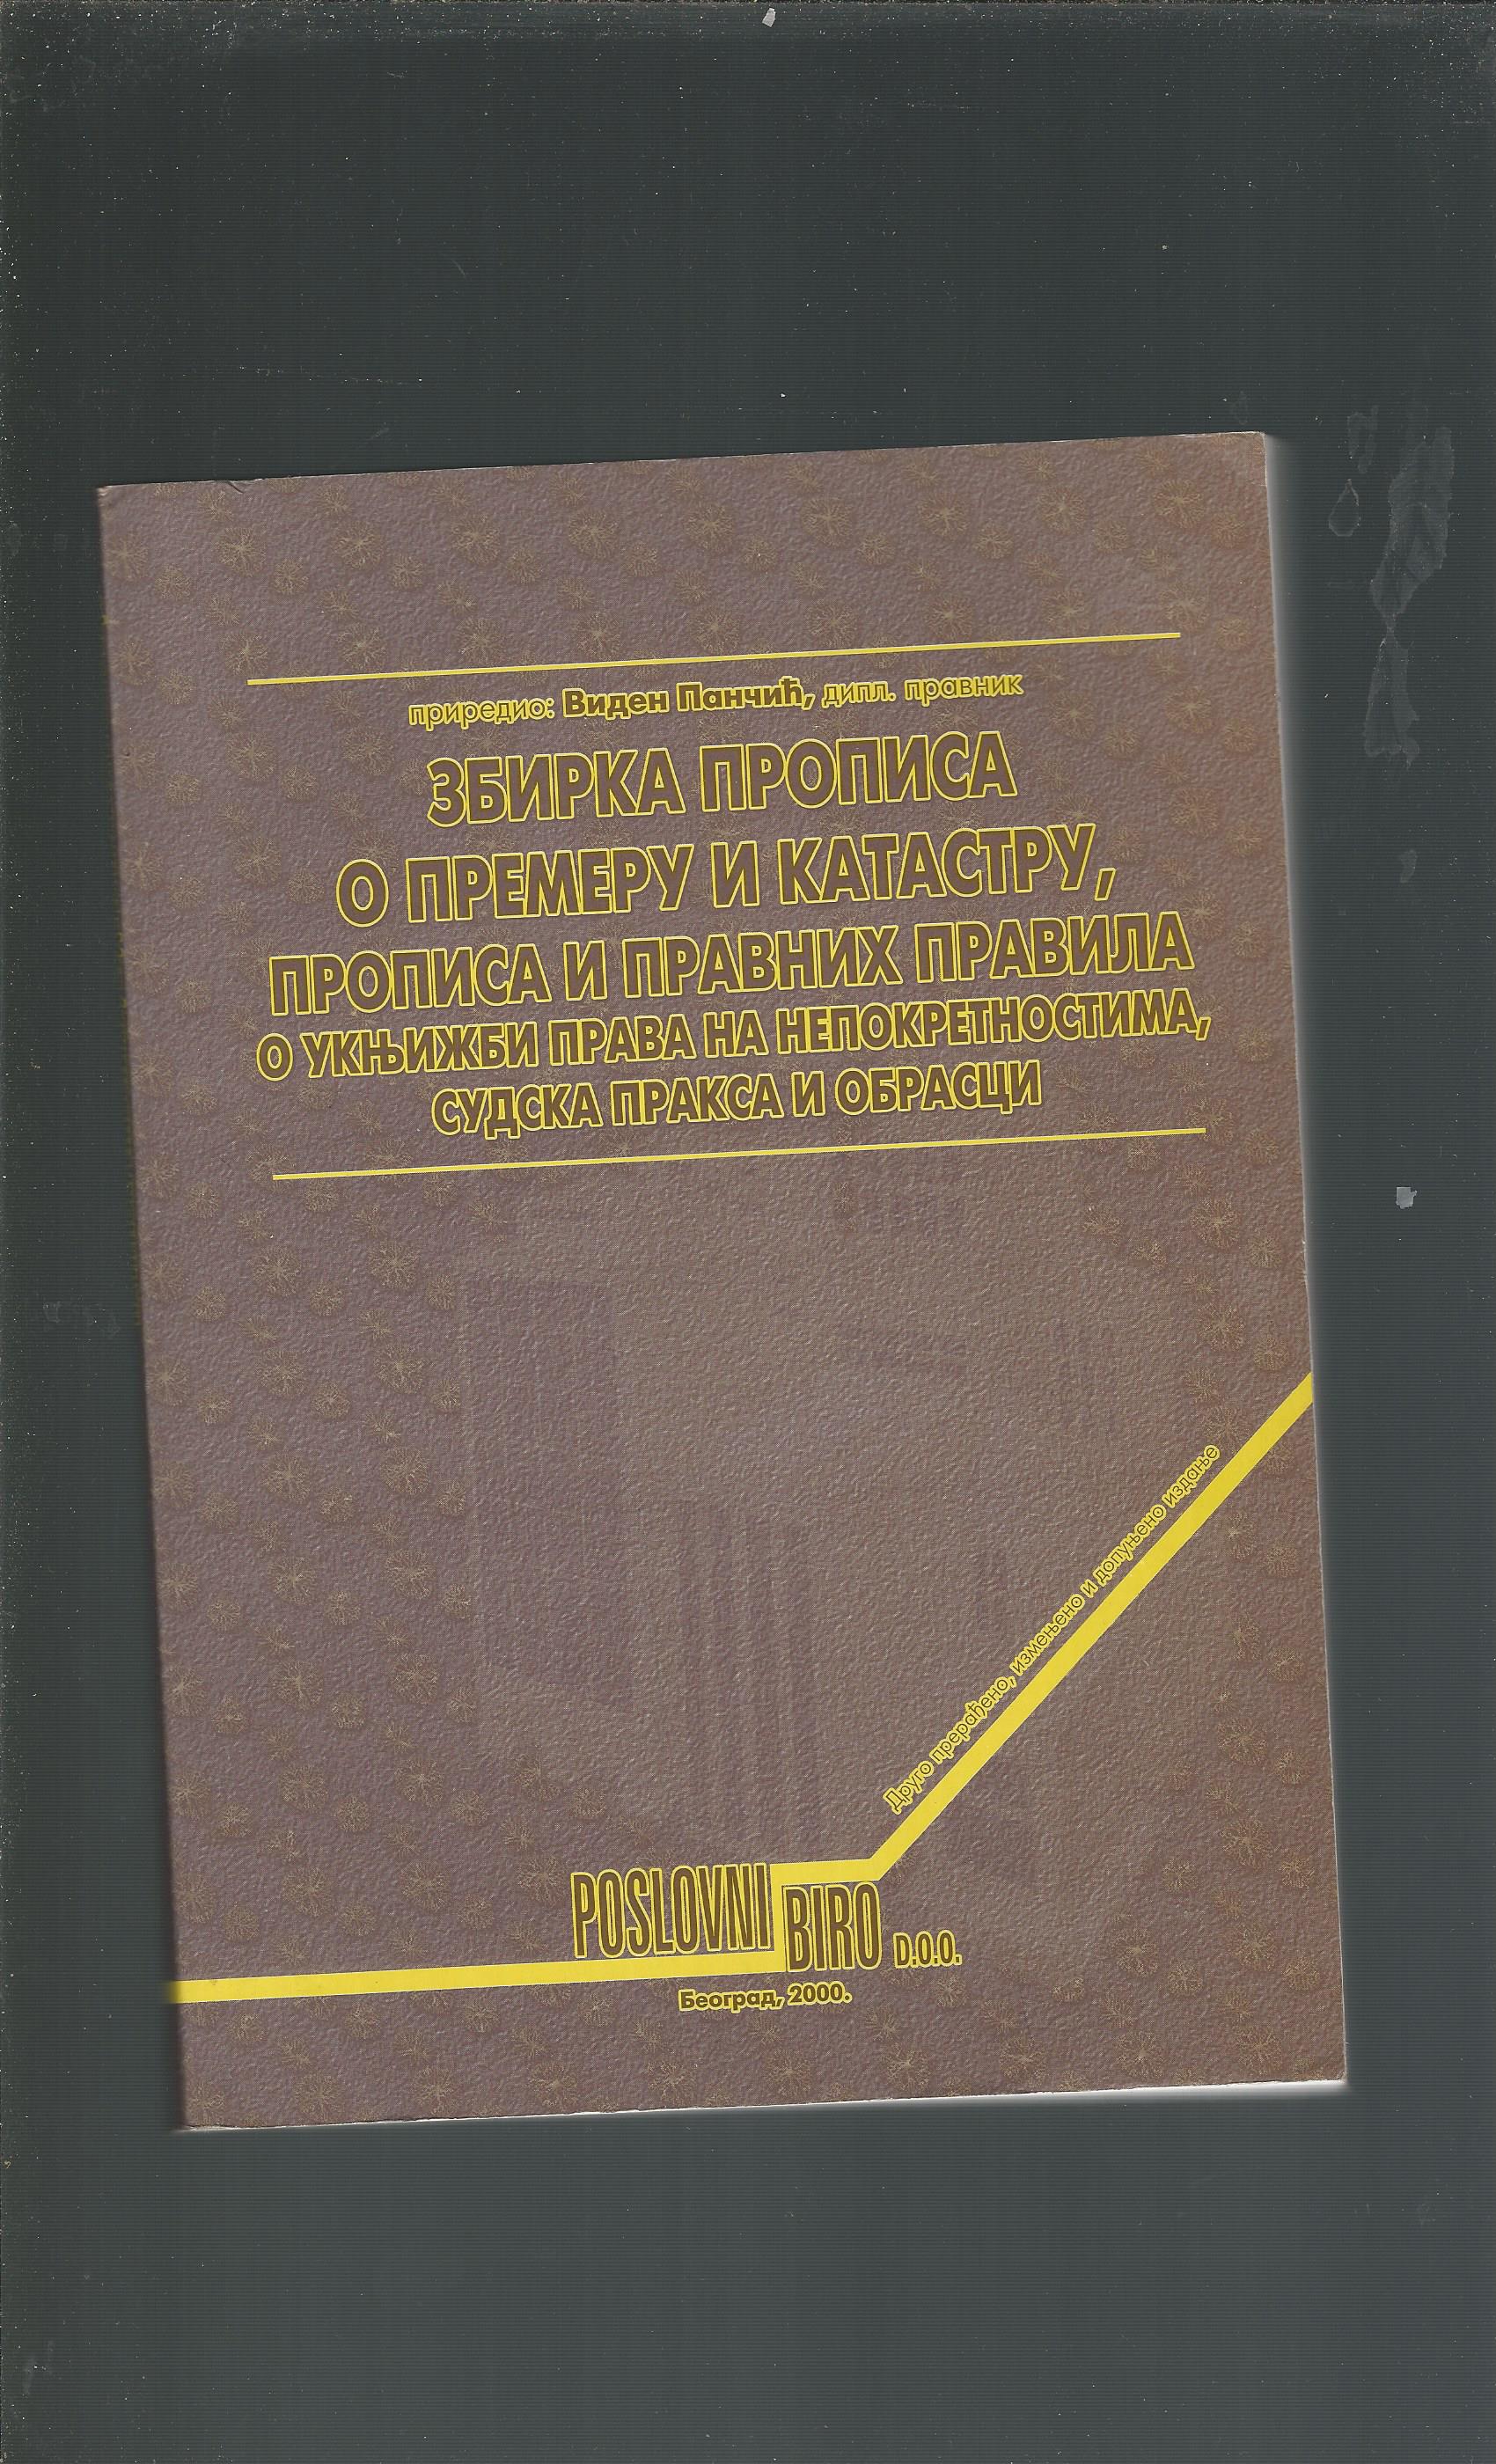 приредио: Виден Панчић, дипл. правник
ЗБИРКА ПРОПИСА
О ПРЕМЕРУ И КАТАСТРУ,
ПРОПИСА И ПРАВНИХ ПРАВИЛА
О УКЊИЖБИ ПРАВА НА НЕПОКРЕТНОСТИМА,
СУДСКА ПРАКСА И ОБРАСЦИ
Друго прерађено, измењено и допуњено издање
POSLOVNI BIRO D.O.O.
Београд, 2000.